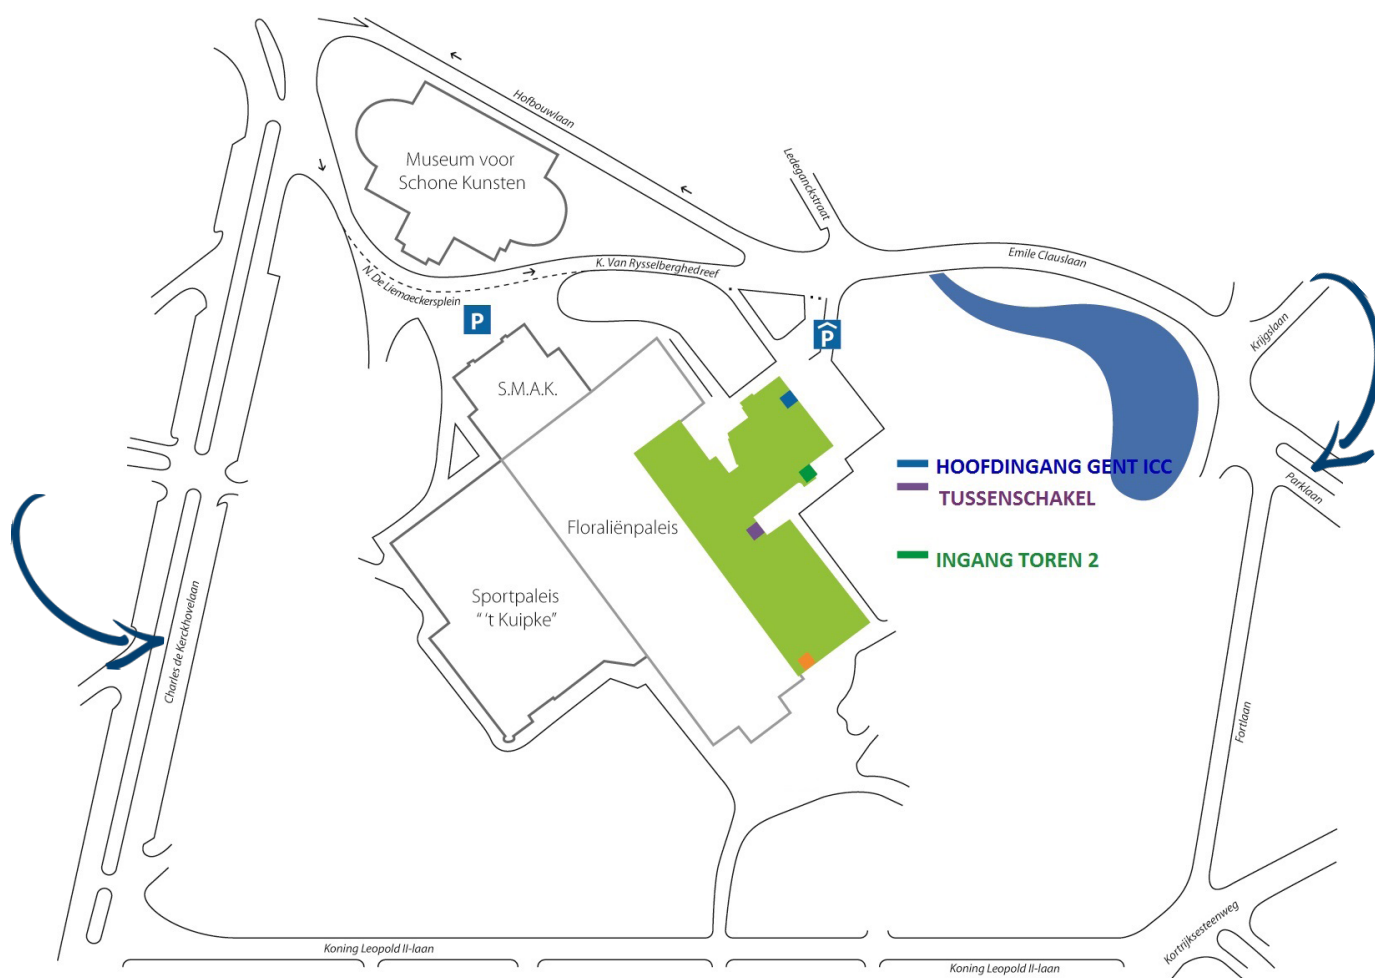 Hofbouwlaan
Museum voor
Schone Kunsten
Ledeganckstraat
Emile Clauslaan
K. Van Rysselberghedreef
N. De Liemaeckersplein
P
P
Krijgslaan
S.M.A.K.
HOOFDINGANG GENT ICC
TUSSENSCHAKEL
Parklaan
Floraliënpaleis
INGANG TOREN 2
Sportpaleis
“ ‘t Kuipke”
Charles de Kerckhovelaan
Fortlaan
Kortrijksesteenweg
Koning Leopold II-laan
Koning Leopold II-laan